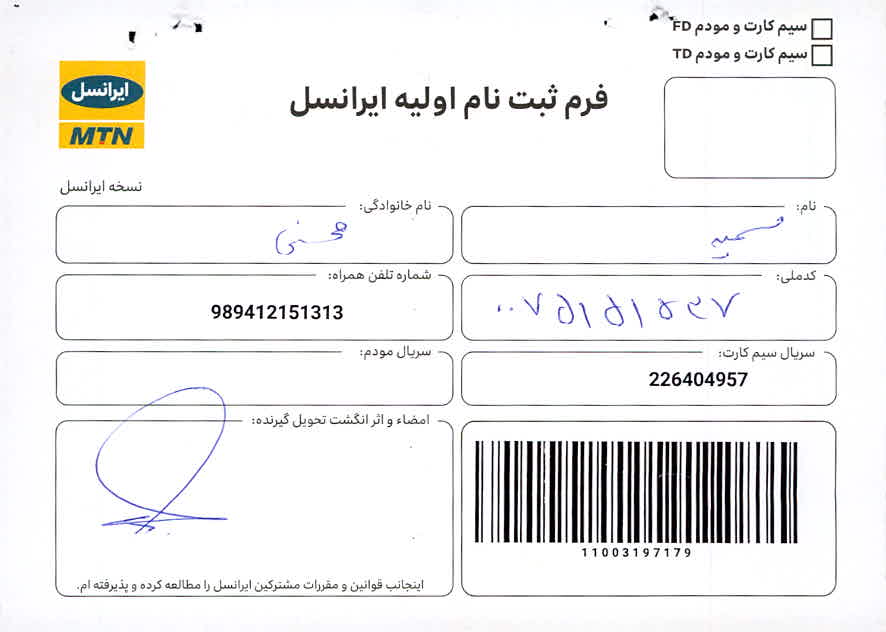 سیم کارت و مودم FD
سیم کارت و مودم TD
ایرانسل
MTN
فرم ثبت نام اولیه ایرانسل
نسخه ایرانسل
نام:
سمیه
نام خانوادگی:
محسنی
کدملی:
شماره تلفن همراه:
989412151313
سریال سیم کارت:
226404957
سریال مودم:
امضاء و اثر انگشت تحویل گیرنده:
11003197179
اینجانب قوانین و مقررات مشترکین ایرانسل را مطالعه کرده و پذیرفته ام.